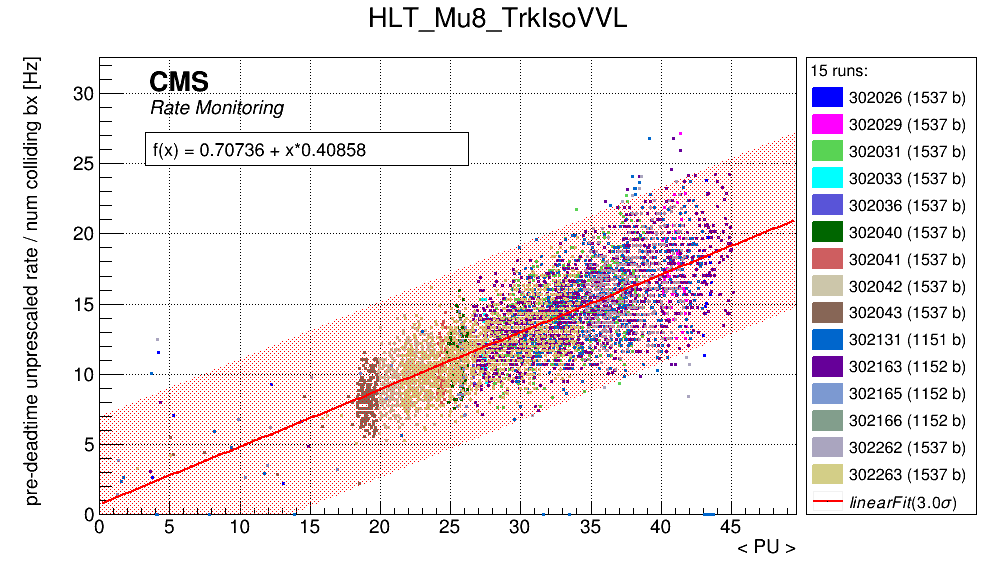 HLT_Mu8_TrkIsoVVL
pre-deadtime unprescaled rate / num colliding bx [Hz]
CMS
Rate Monitoring
f(x) = 0.70736 + x*0.40858
30
25
20
15
10
5
0
0 5 10 15 20 25 30 35 40 45
< PU >
15 runs:
302026 (1537 b)
302029 (1537 b)
302031 (1537 b)
302033 (1537 b)
302036 (1537 b)
302040 (1537 b)
302041 (1537 b)
302042 (1537 b)
302043 (1537 b)
302131 (1151 b)
302163 (1152 b)
302165 (1152 b)
302166 (1152 b)
302262 (1537 b)
302263 (1537 b)
linearFit(3.0σ)